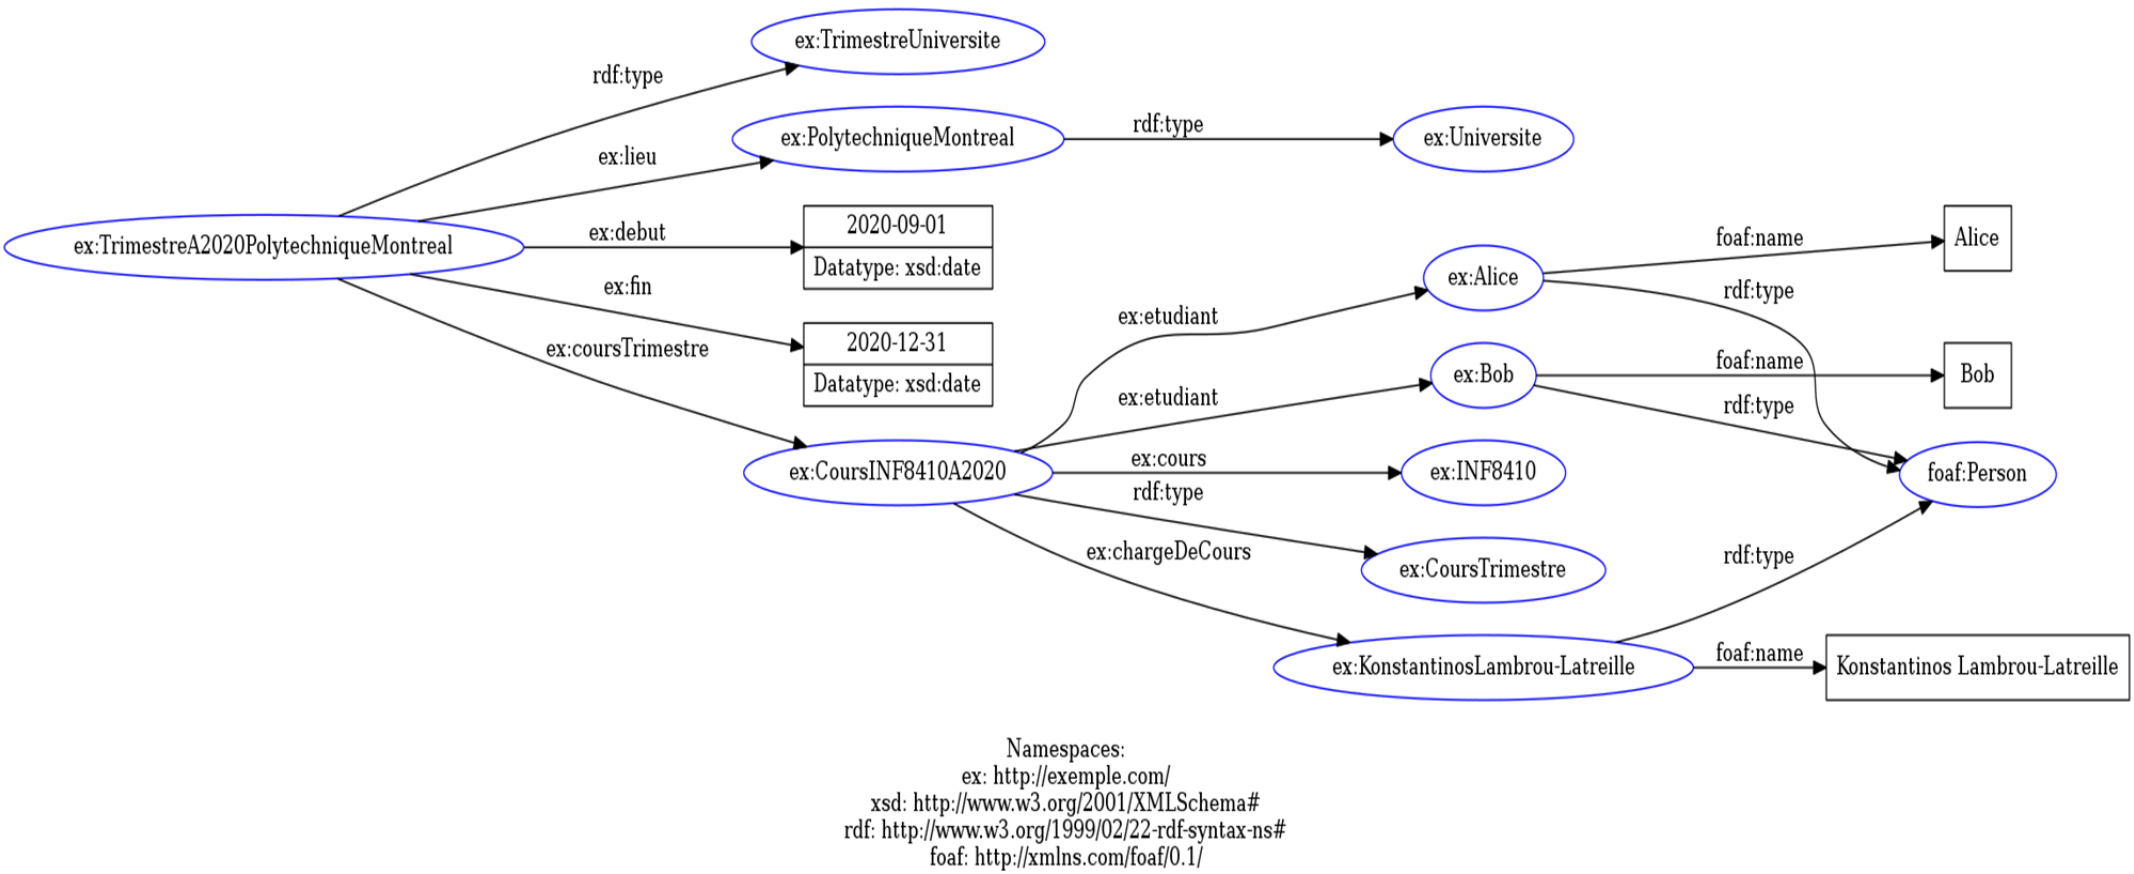 ex:TrimestreUniversite
rdf:type
ex:PolytechniqueMontreal
rdf:type
ex:Universite
ex:lieu
ex:TrimestreA2020PolytechniqueMontreal
ex:debut
2020-09-01
Datatype: xsd:date
ex:fin
2020-12-31
Datatype: xsd:date
ex:coursTrimestre
ex:CoursINF8410A2020
ex:etudiant
ex:Alice
foaf:name
Alice
rdf:type
ex:etudiant
ex:Bob
foaf:name
Bob
rdf:type
ex:cours
ex:INF8410
foaf:Person
rdf:type
ex:CoursTrimestre
ex:chargeDeCours
rdf:type
ex:KonstantinosLambrou-Latreille
foaf:name
Konstantinos Lambrou-Latreille
Namespaces:
ex: http://exemple.com/
xsd: http://www.w3.org/2001/XMLSchema#
rdf: http://www.w3.org/1999/02/22-rdf-syntax-ns#
foaf: http://xmlns.com/foaf/0.1/